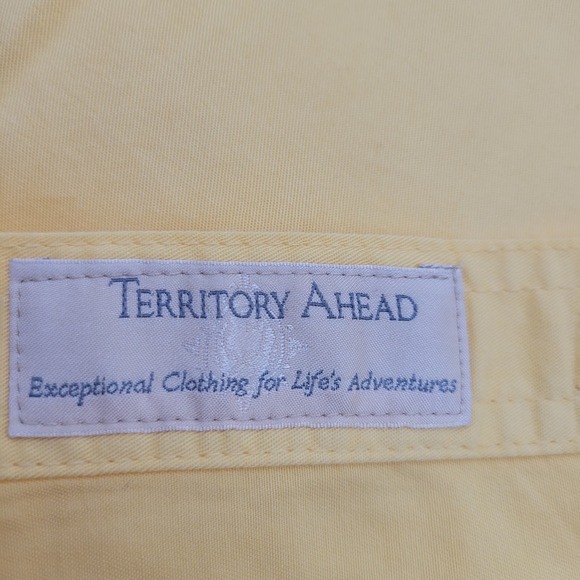 TERRITORY AHEAD
Exceptional Clothing for Life's Adventures